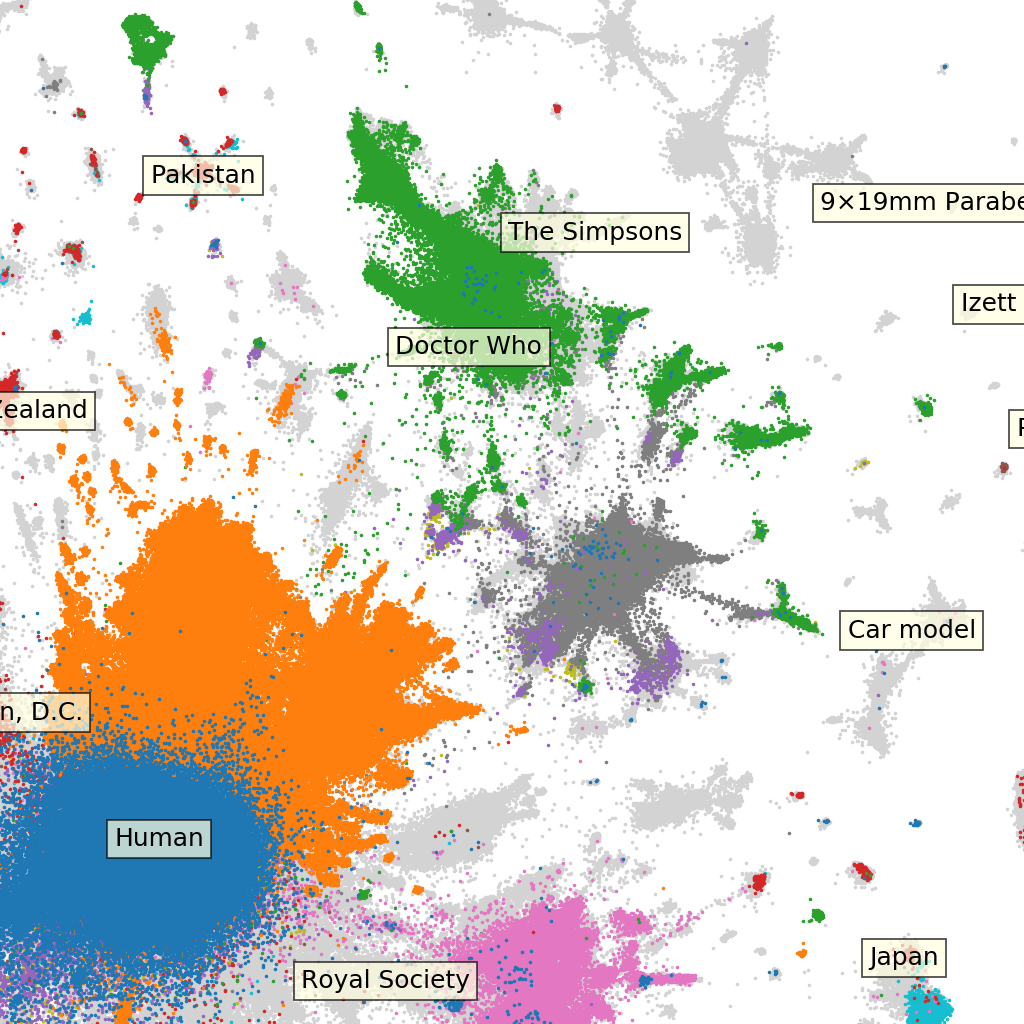 Pakistan
9×19mm Parabe
The Simpsons
Izett
Doctor Who
Zealand
F
Car model
n, D.C.
Human
Japan
Royal Society